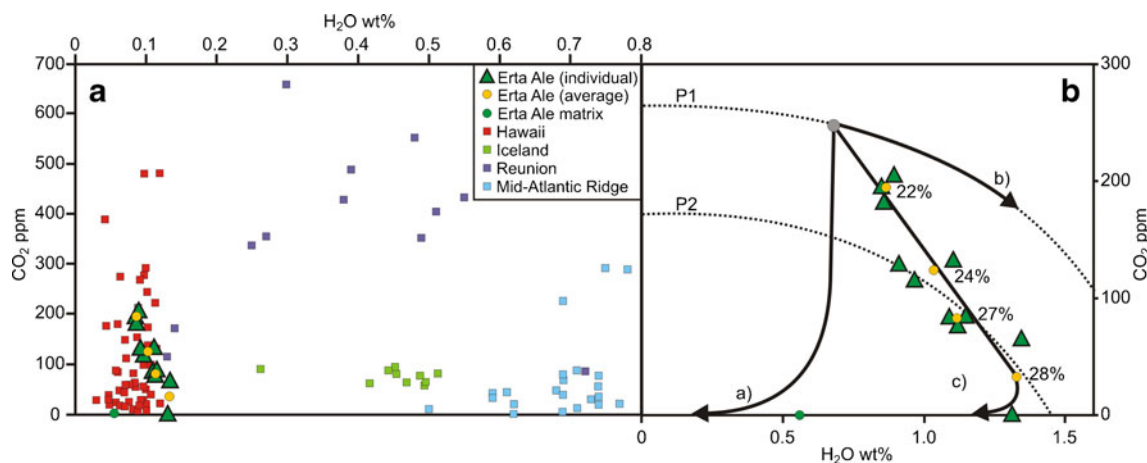 H2O wt%
0 0.1 0.2 0.3 0.4 0.5 0.6 0.7 0.8
700
600
500
400
300
200
100
0
CO2 ppm
a
Erta Ale (individual)
Erta Ale (average)
Erta Ale matrix
Hawaii
Iceland
Reunion
Mid-Atlantic Ridge
b
P1
P2
b)
22%
24%
27%
28%
a)
c)
300
200
100
0
CO2 ppm
0 0.5 1.0 1.5
H2O wt%